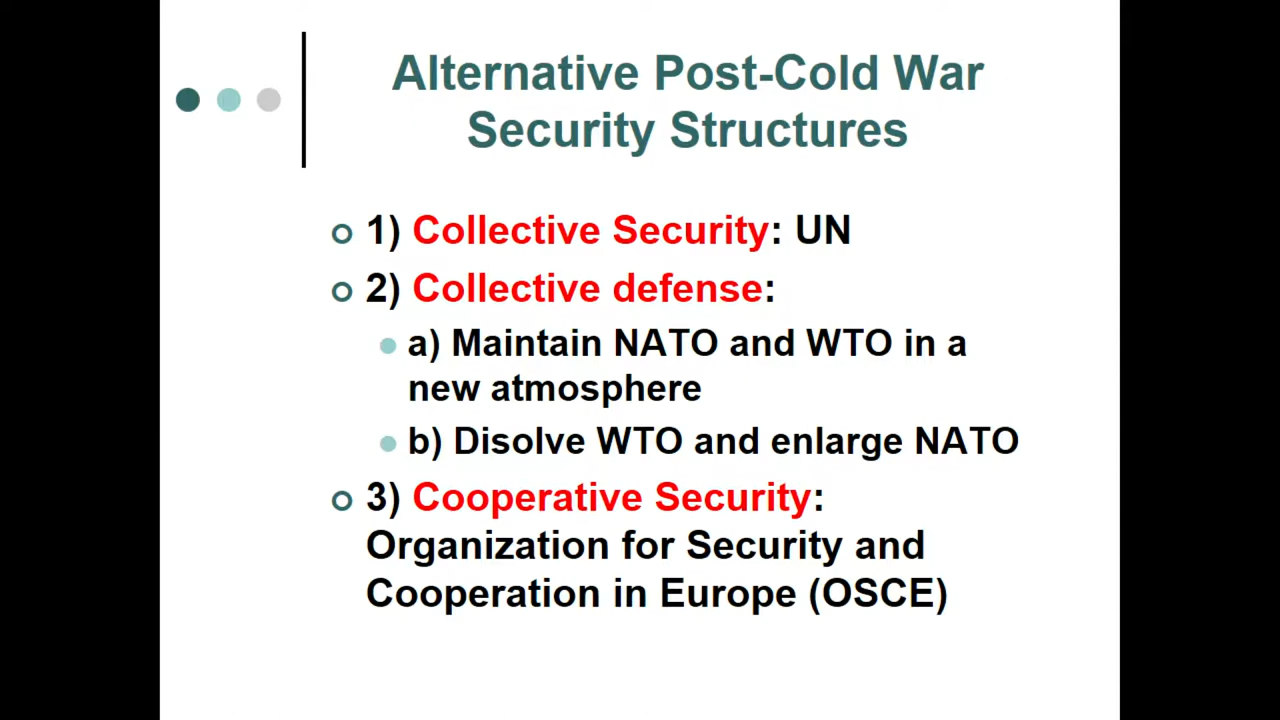 Alternative Post-Cold War
Security Structures
1) Collective Security: UN
2) Collective defense:
a) Maintain NATO and WTO in a
new atmosphere
b) Disolve WTO and enlarge NATO
3) Cooperative Security:
Organization for Security and
Cooperation in Europe (OSCE)